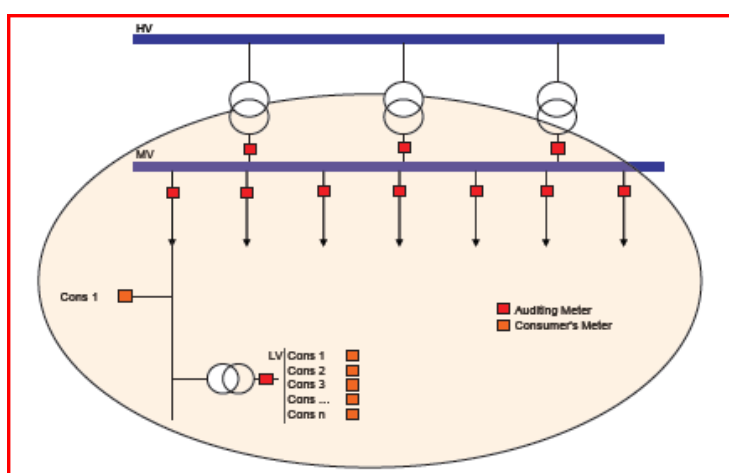 HV
MV
Cons 1
Auditing Meter
Consumer's Meter
LV Cons 1
Cons 2
Cons 3
Cons ....
Cons n